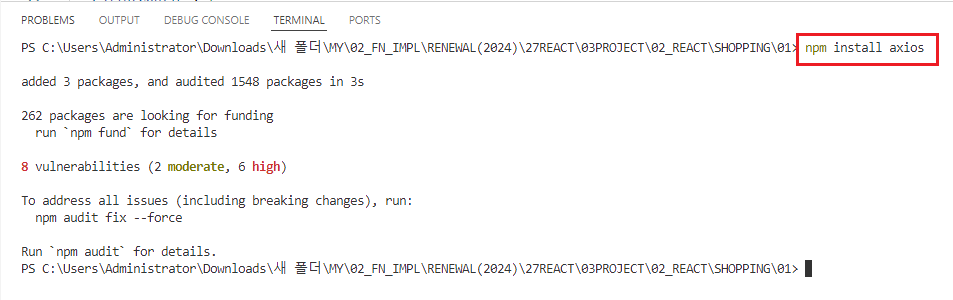 PROBLEMS OUTPUT DEBUG CONSOLE TERMINAL PORTS
PS C:\Users\Administrator\Downloads\새 폴더\MY\02_FN_IMPL\RENEWAL(2024)\27REACT\03PROJECT\02_REACT\SHOPPING\01> npm install axios
added 3 packages, and audited 1548 packages in 3s
262 packages are looking for funding
run `npm fund` for details
8 vulnerabilities (2 moderate, 6 high)
To address all issues (including breaking changes), run:
npm audit fix --force
Run `npm audit` for details.
PS C:\Users\Administrator\Downloads\새 폴더\MY\02_FN_IMPL\RENEWAL(2024)\27REACT\03PROJECT\02_REACT\SHOPPING\01>